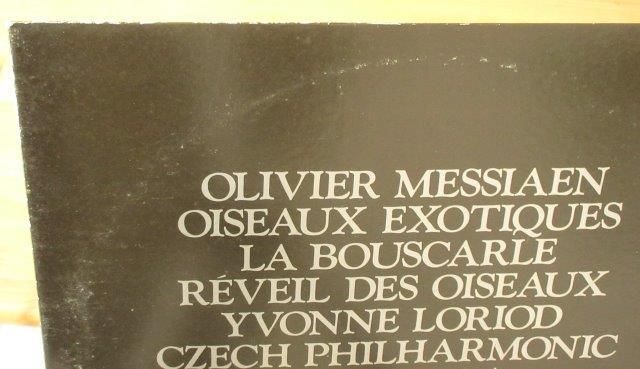 OLIVIER MESSIAEN
OISEAUX EXOTIQUES
LA BOUSCARLE
RÉVEIL DES OISEAUX
YVONNE LORIOD
CZECH PHILHARMONIC